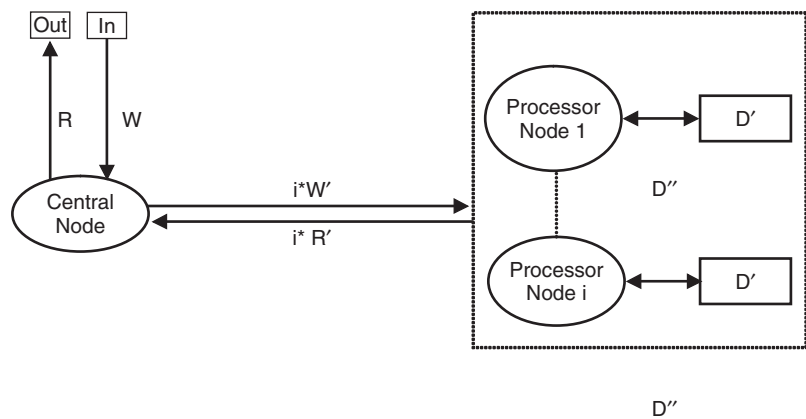 Out
In
R
W
Central
Node
i*W′
i* R′
Processor
Node 1
D′
D′′
Processor
Node i
D′
D′′